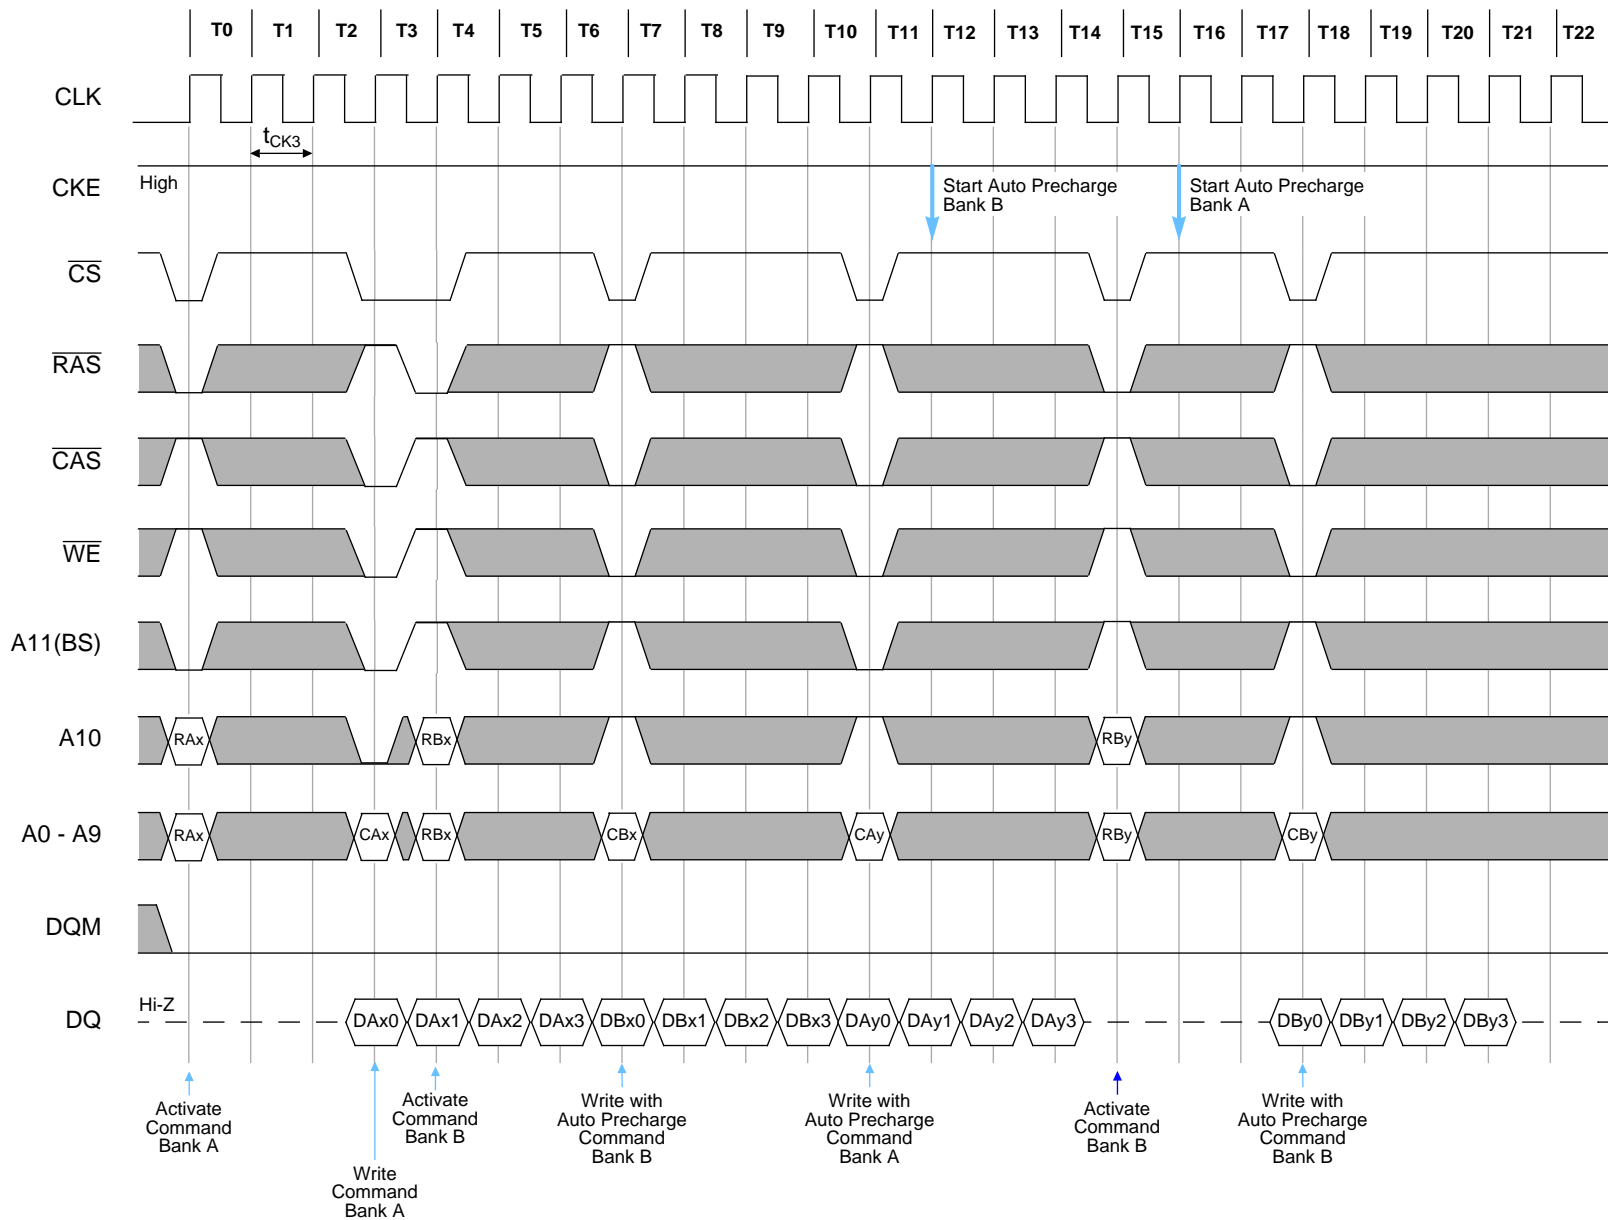 T0 T1 T2 T3 T4 T5 T6 T7 T8 T9 T10 T11 T12 T13 T14 T15 T16 T17 T18 T19 T20 T21 T22
CLK
tCK3
CKE
High
Start Auto Precharge
Bank B
Start Auto Precharge
Bank A
CS
RAS
CAS
WE
A11(BS)
A10
RAx RBx RBy
A0 - A9
RAx CAx RBx CBx CAy RBy CBy
DQM
DQ
Hi-Z
DAx0 DAx1 DAx2 DAx3 DBx0 DBx1 DBx2 DBx3 DAy0 DAy1 DAy2 DAy3 DBy0 DBy1 DBy2 DBy3
Activate
Command
Bank A
Write
Command
Bank A
Activate
Command
Bank B
Write with
Auto Precharge
Command
Bank B
Write with
Auto Precharge
Command
Bank A
Activate
Command
Bank B
Write with
Auto Precharge
Command
Bank B